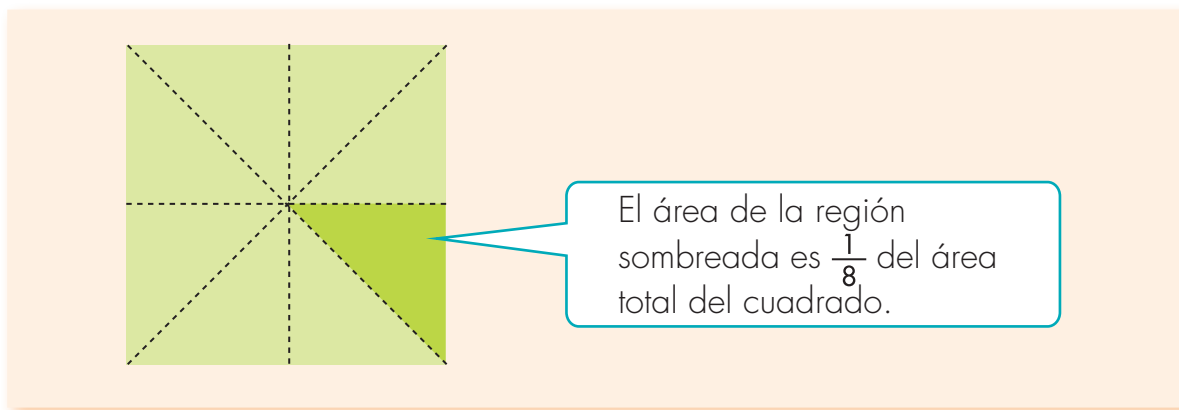 El área de la región
sombreada es 1/8 del área
total del cuadrado.